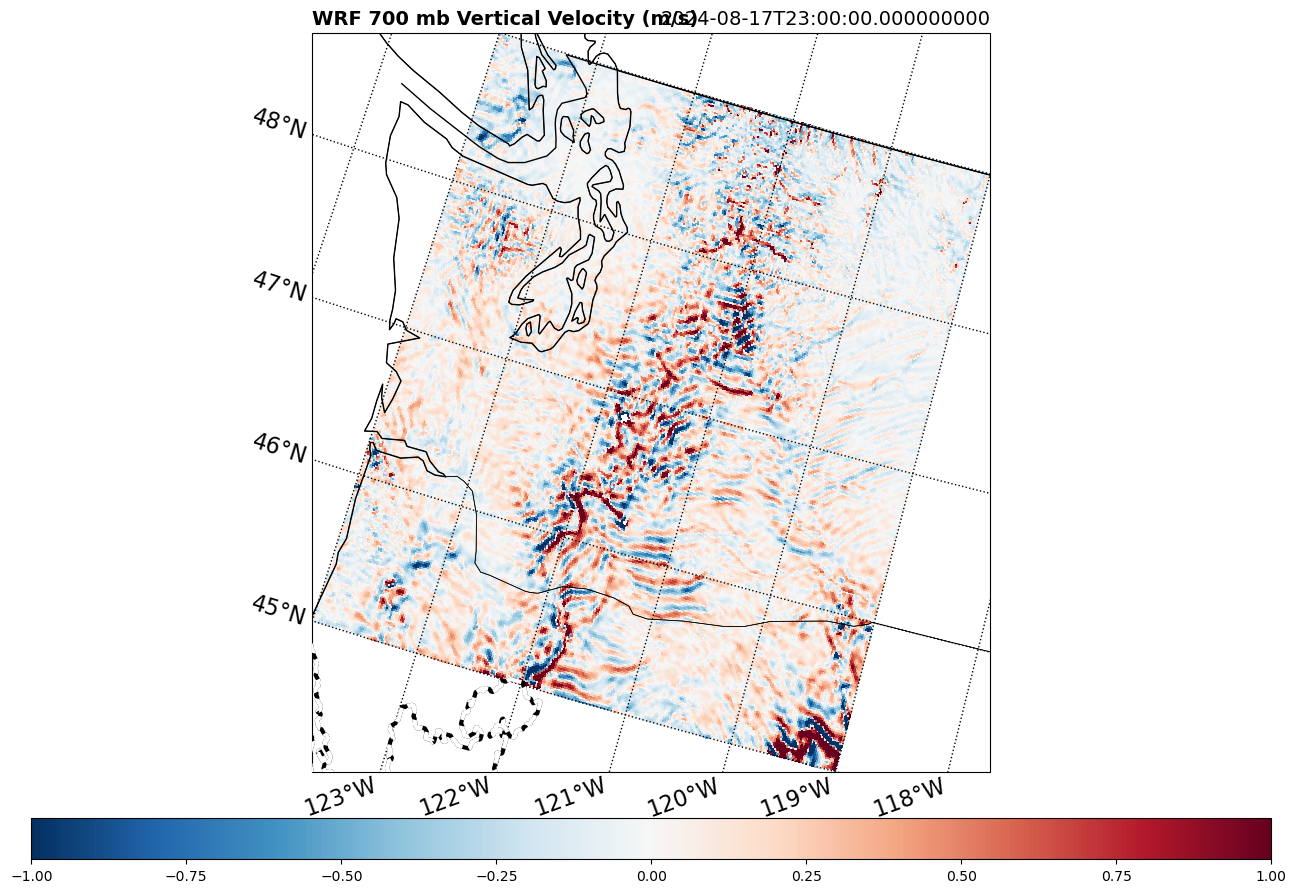 WRF 700 mb Vertical Velocity (m/s) 2024-08-17T23:00:00.000000000
48°N
47°N
46°N
45°N
123°W 122°W 121°W 120°W 119°W 118°W
−1.00 −0.75 −0.50 −0.25 0.00 0.25 0.50 0.75 1.00